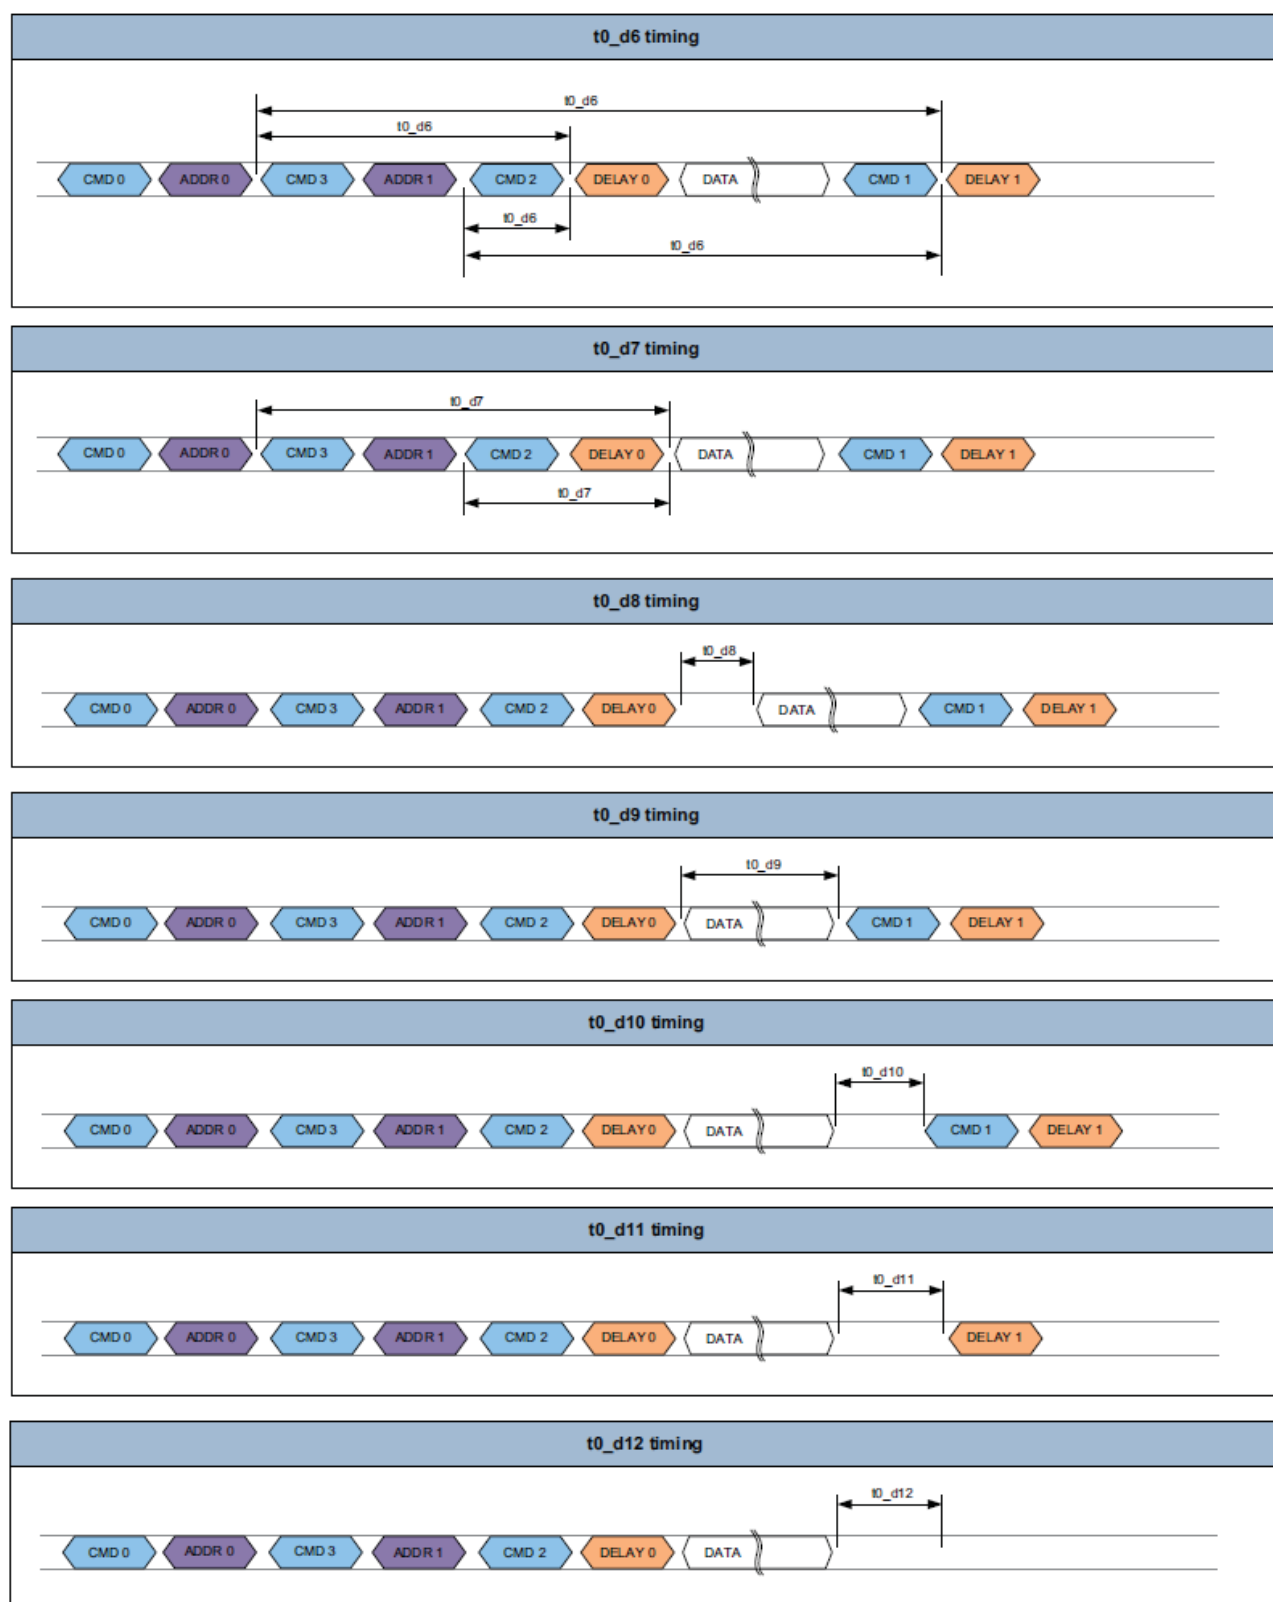 t0_d6 timing
t0_d6
t0_d6
CMD 0 ADDR 0 CMD 3 ADDR 1 CMD 2 DELAY 0 DATA CMD 1 DELAY 1
t0_d6
t0_d6
t0_d7 timing
t0_d7
CMD 0 ADDR 0 CMD 3 ADDR 1 CMD 2 DELAY 0 DATA CMD 1 DELAY 1
t0_d7
t0_d8 timing
t0_d8
CMD 0 ADDR 0 CMD 3 ADDR 1 CMD 2 DELAY 0 DATA CMD 1 DELAY 1
t0_d9 timing
t0_d9
CMD 0 ADDR 0 CMD 3 ADDR 1 CMD 2 DELAY 0 DATA CMD 1 DELAY 1
t0_d10 timing
t0_d10
CMD 0 ADDR 0 CMD 3 ADDR 1 CMD 2 DELAY 0 DATA CMD 1 DELAY 1
t0_d11 timing
t0_d11
CMD 0 ADDR 0 CMD 3 ADDR 1 CMD 2 DELAY 0 DATA DELAY 1
t0_d12 timing
t0_d12
CMD 0 ADDR 0 CMD 3 ADDR 1 CMD 2 DELAY 0 DATA